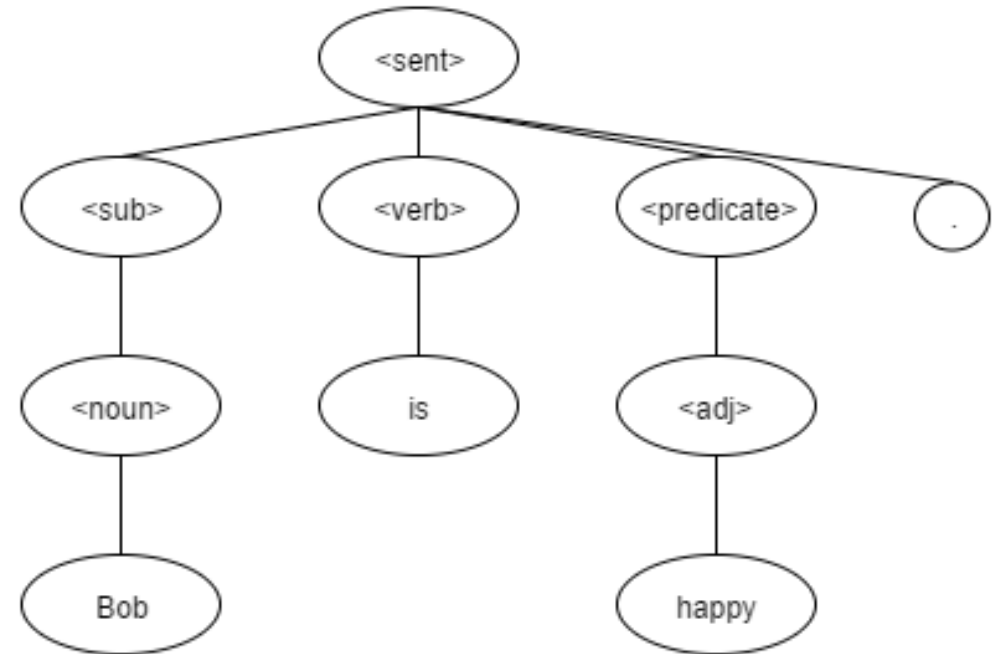 <sent>
<sub> <verb> <predicate> .
<noun> is <adj>
Bob happy